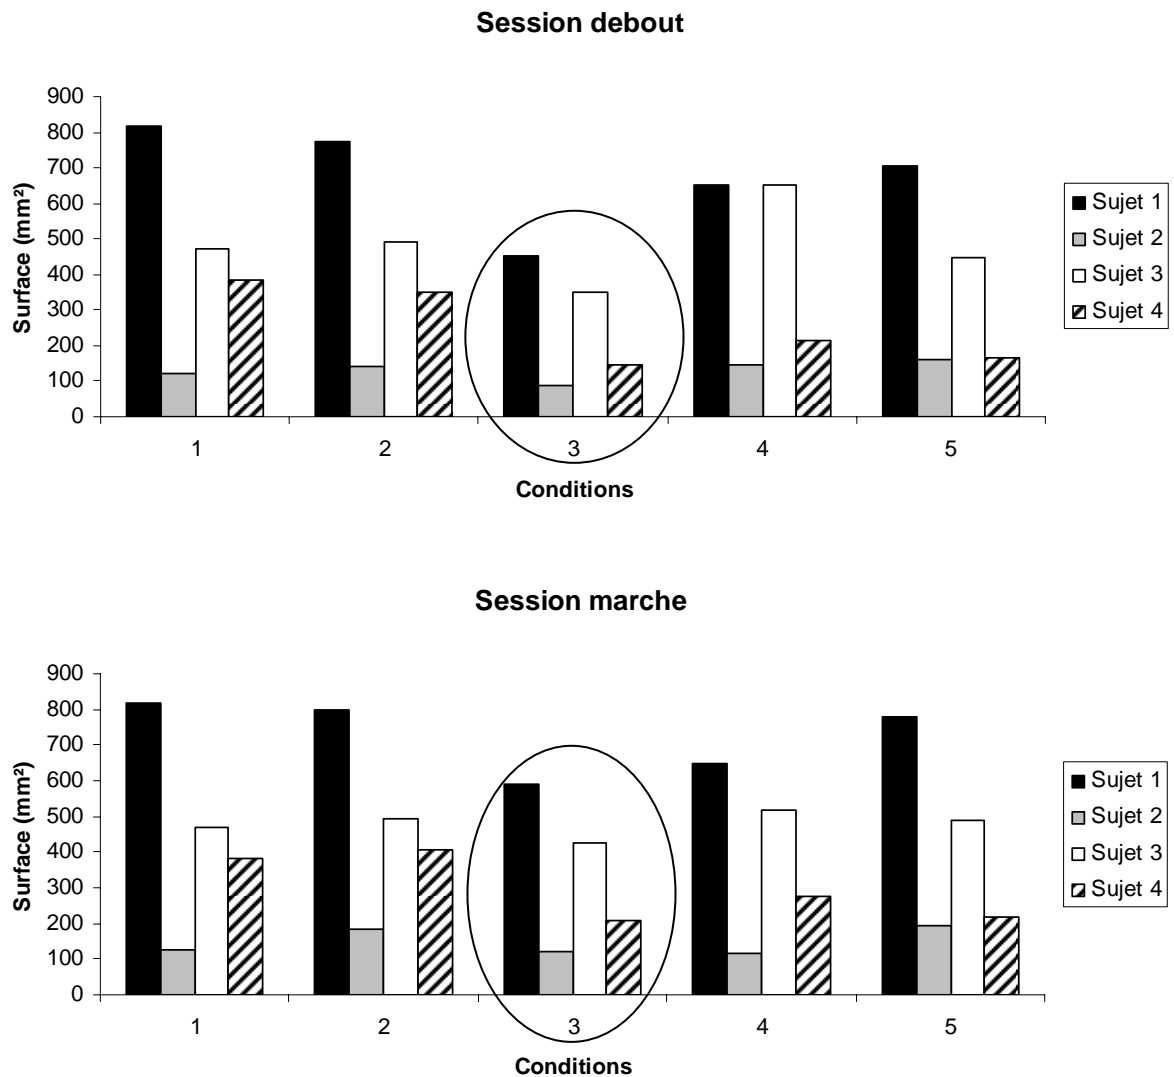 Session debout
900
800
700
600
500
400
300
200
100
0
Surface (mm²)
1 2 3 4 5
Conditions
Sujet 1
Sujet 2
Sujet 3
Sujet 4
Session marche
900
800
700
600
500
400
300
200
100
0
Surface (mm²)
1 2 3 4 5
Conditions
Sujet 1
Sujet 2
Sujet 3
Sujet 4